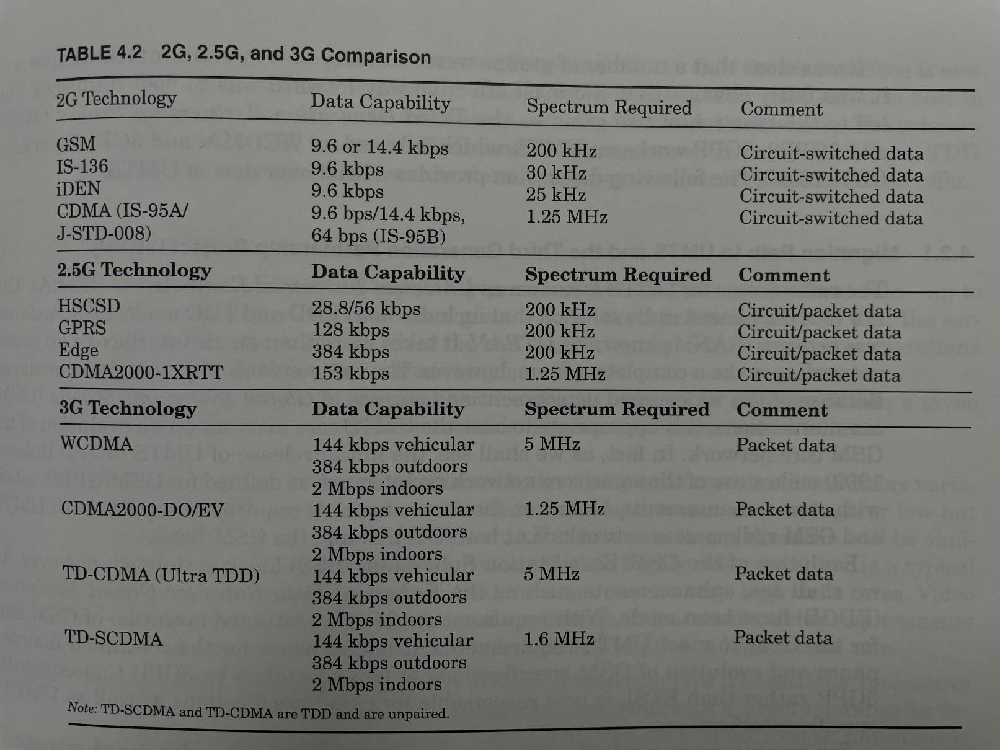 TABLE 4.2 2G, 2.5G, and 3G Comparison
2G Technology Data Capability Spectrum Required Comment
GSM 9.6 or 14.4 kbps 200 kHz Circuit-switched data
IS-136 9.6 kbps 30 kHz Circuit-switched data
iDEN 9.6 kbps 25 kHz Circuit-switched data
CDMA (IS-95A/ 9.6 bps/14.4 kbps, 1.25 MHz Circuit-switched data
J-STD-008) 64 bps (IS-95B)
2.5G Technology Data Capability Spectrum Required Comment
HSCSD 28.8/56 kbps 200 kHz Circuit/packet data
GPRS 128 kbps 200 kHz Circuit/packet data
Edge 384 kbps 200 kHz Circuit/packet data
CDMA2000-1XRTT 153 kbps 1.25 MHz Circuit/packet data
3G Technology Data Capability Spectrum Required Comment
WCDMA 144 kbps vehicular 5 MHz Packet data
384 kbps outdoors
2 Mbps indoors
CDMA2000-DO/EV 144 kbps vehicular 1.25 MHz Packet data
384 kbps outdoors
2 Mbps indoors
TD-CDMA (Ultra TDD) 144 kbps vehicular 5 MHz Packet data
384 kbps outdoors
2 Mbps indoors
TD-SCDMA 144 kbps vehicular 1.6 MHz Packet data
384 kbps outdoors
2 Mbps indoors
Note: TD-SCDMA and TD-CDMA are TDD and are unpaired.